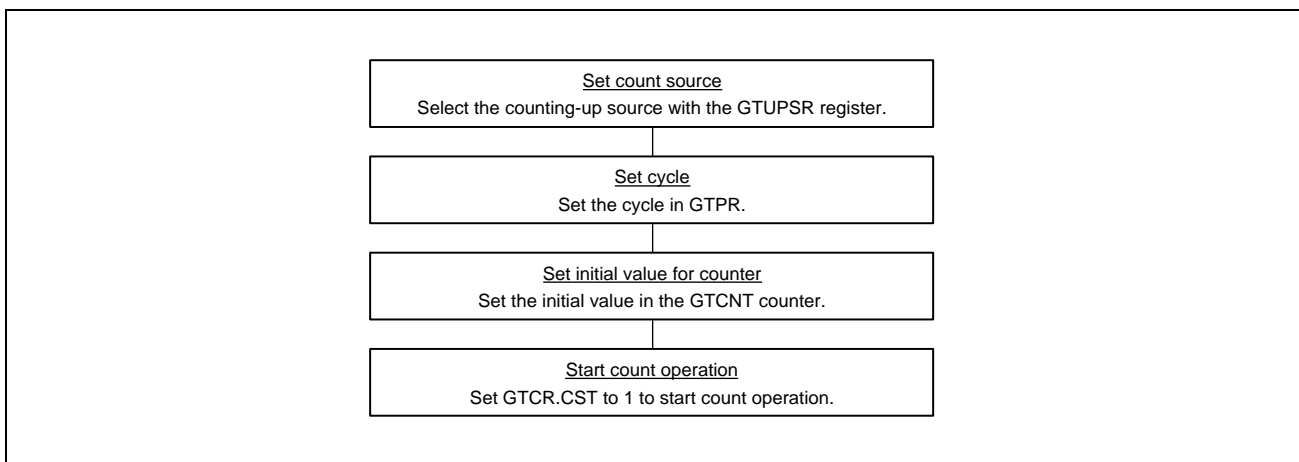 Set count source
Select the counting-up source with the GTUPSR register.
Set cycle
Set the cycle in GTPR.
Set initial value for counter
Set the initial value in the GTCNT counter.
Start count operation
Set GTCR.CST to 1 to start count operation.